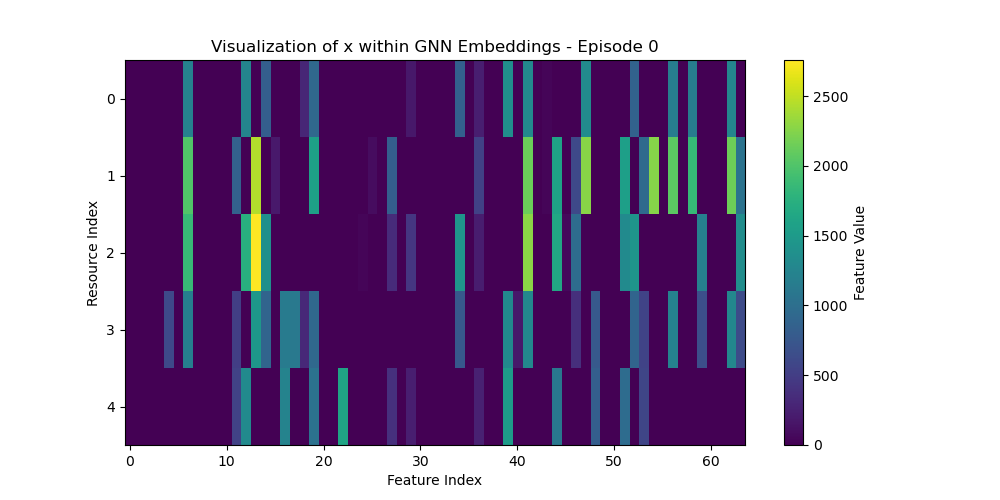 Visualization of x within GNN Embeddings - Episode 0
Resource Index
0
1
2
3
4
0 10 20 30 40 50 60
Feature Index
2500
2000
1500
1000
500
0
Feature Value